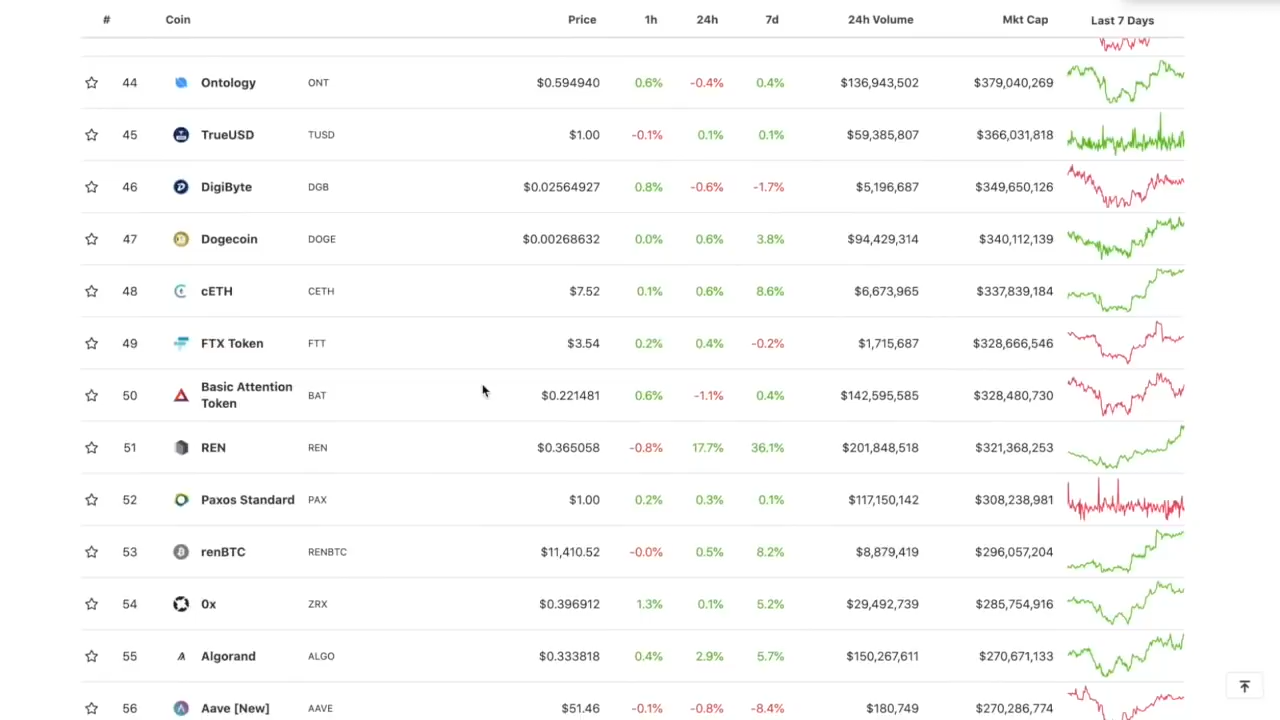 # Coin Price 1h 24h 7d 24h Volume Mkt Cap Last 7 Days
44 Ontology ONT $0.594940 0.6% -0.4% 0.4% $136,943,502 $379,040,269
45 TrueUSD TUSD $1.00 -0.1% 0.1% 0.1% $59,385,807 $366,031,818
46 DigiByte DGB $0.02564927 0.8% -0.6% -1.7% $5,196,687 $349,650,126
47 Dogecoin DOGE $0.00268632 0.0% 0.6% 3.8% $94,429,314 $340,112,139
48 cETH CETH $7.52 0.1% 0.6% 8.6% $6,673,965 $337,839,184
49 FTX Token FTT $3.54 0.2% 0.4% -0.2% $1,715,687 $328,666,546
50 Basic Attention
Token BAT $0.221481 0.6% -1.1% 0.4% $142,595,585 $328,480,730
51 REN REN $0.365058 -0.8% 17.7% 36.1% $201,848,518 $321,368,253
52 Paxos Standard PAX $1.00 0.2% 0.3% 0.1% $117,150,142 $308,238,981
53 renBTC RENBTC $11,410.52 -0.0% 0.5% 8.2% $8,879,419 $296,057,204
54 0x ZRX $0.396912 1.3% 0.1% 5.2% $29,492,739 $285,754,916
55 Algorand ALGO $0.333818 0.4% 2.9% 5.7% $150,267,611 $270,671,133
56 Aave [New] AAVE $51.46 -0.1% -0.8% -8.4% $180,749 $270,286,774